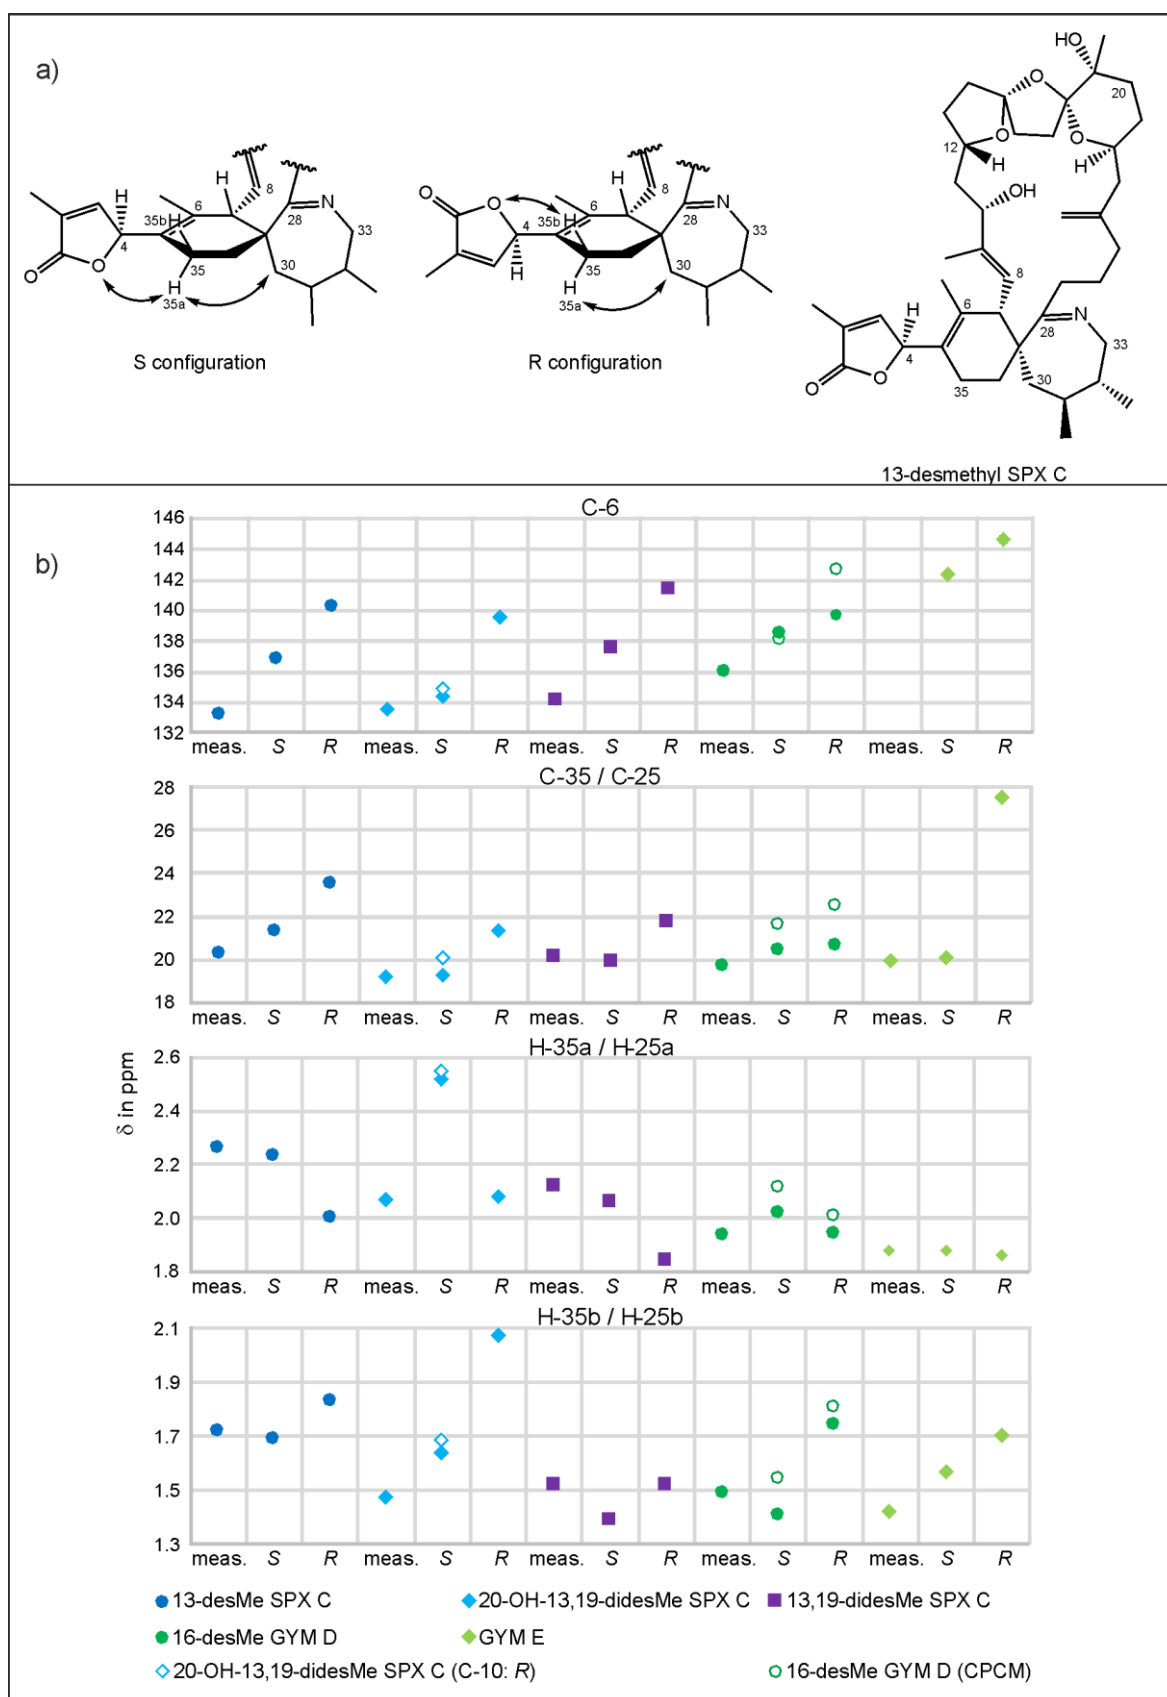 a)
H
8
6
H
35b
H
4
O
O
35
H
35a
N
28
33
30
S configuration
O
O
H
8
6
35b
H
4
H
35
H
35a
N
28
33
30
R configuration
HO
O
20
O
O
12
H
H
OH
8
6
H
4
O
O
35
N
28
33
30
13-desmethyl SPX C
b)
C-6
146
144
142
140
138
136
134
132
meas. S R meas. S R meas. S R meas. S R meas. S R
C-35 / C-25
28
26
24
22
20
18
meas. S R meas. S R meas. S R meas. S R meas. S R
H-35a / H-25a
δ in ppm
2.6
2.4
2.2
2.0
1.8
meas. S R meas. S R meas. S R meas. S R meas. S R
H-35b / H-25b
2.1
1.9
1.7
1.5
1.3
meas. S R meas. S R meas. S R meas. S R meas. S R
13-desMe SPX C 20-OH-13,19-didesMe SPX C 13,19-didesMe SPX C
16-desMe GYM D GYM E
20-OH-13,19-didesMe SPX C (C-10: R) 16-desMe GYM D (CPCM)